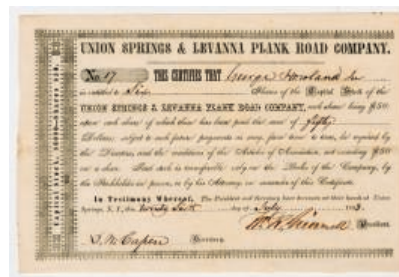 UNION SPRINGS & LEVANNA PLANK ROAD COMPANY.
No. 17 THIS CERTIFIES THAT George Howland
is entitled to Shares of the Capital Stock of the
UNION SPRINGS & LEVANNA PLANK ROAD COMPANY, each share being $50
upon each share of which there has been paid the sum of fifty
Dollars, subject to such future payments as may, from time to time, be required by
the Directors, and the conditions of the Articles of Association, not exceeding $50
on a share. Said stock is transferable only on the Books of the Company, by
the Stockholder in person, or by his Attorney, on surrender of this Certificate.
In Testimony Whereof, The President and Secretary have hereunto set their hands at Union
Springs, N. Y., this twenty sixth day of July
President.
Secretary.
Capital Stock,